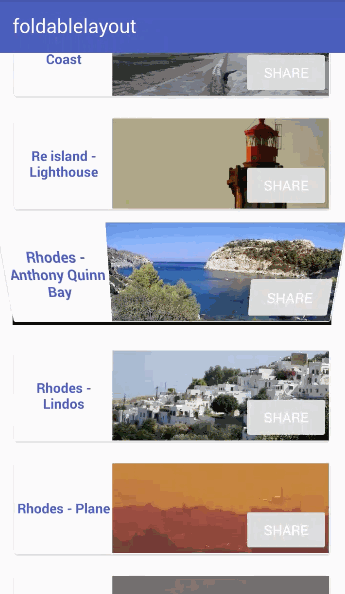 foldablelayout
Coast
SHARE
Re island -
Lighthouse
SHARE
Rhodes -
Anthony Quinn
Bay
SHARE
Rhodes -
Lindos
SHARE
Rhodes - Plane
SHARE